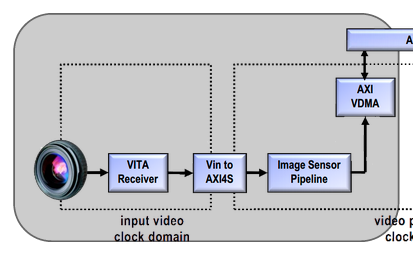 A
AXI
VDMA
VITA
Receiver
Vin to
AXI4S
Image Sensor
Pipeline
input video
clock domain
video p
clock